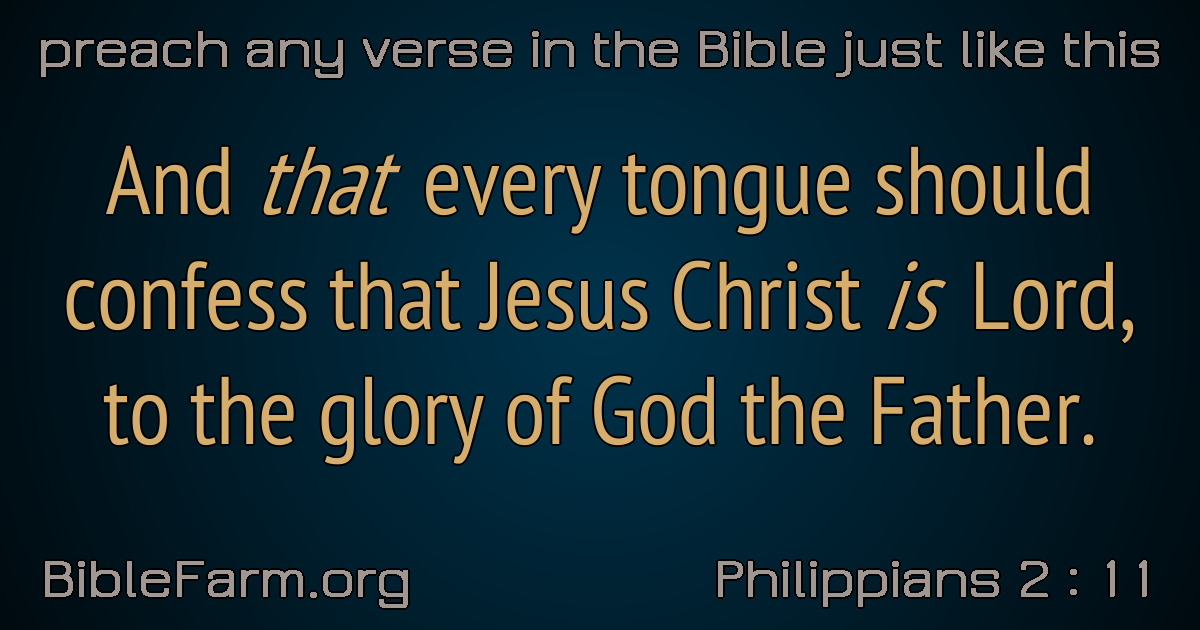 preach any verse in the Bible just like this
And that every tongue should
confess that Jesus Christ is Lord,
to the glory of God the Father.
BibleFarm.org
Philippians 2 : 11